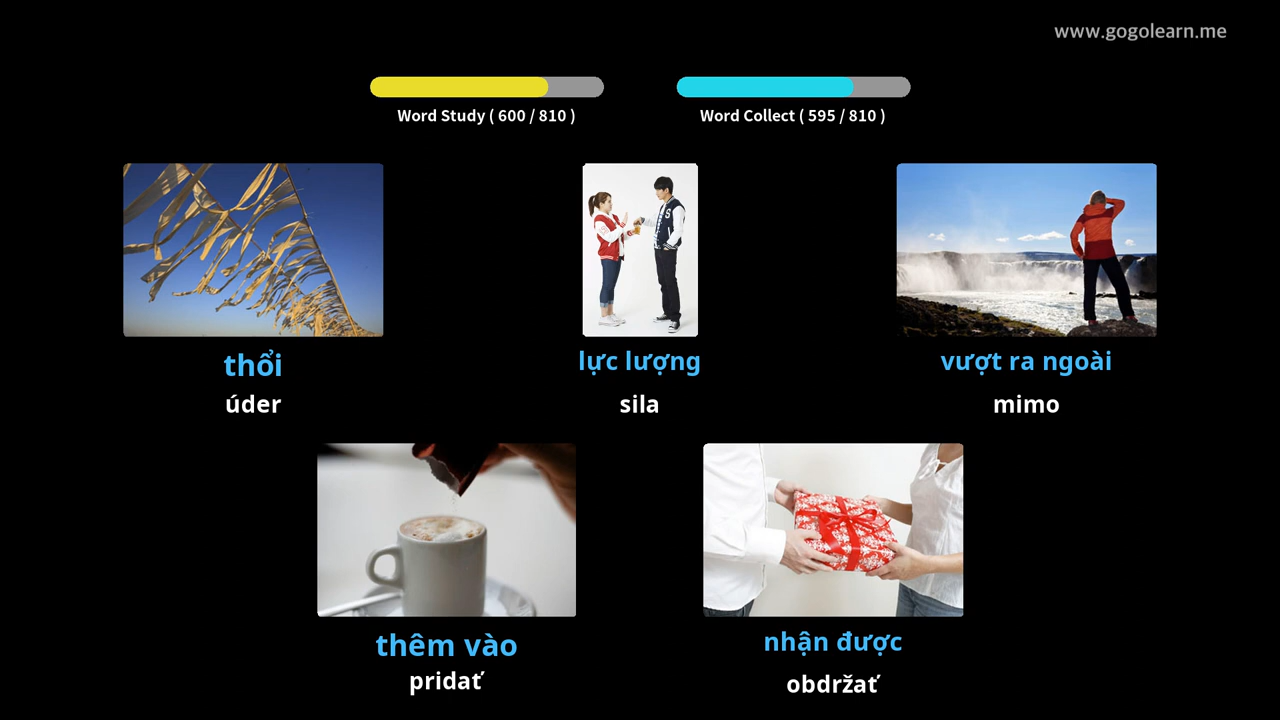 www.gogolearn.me
Word Study ( 600 / 810 )
Word Collect ( 595 / 810 )
thổi
úder
lực lượng
sila
vượt ra ngoài
mimo
thêm vào
pridať
nhận được
obdržať